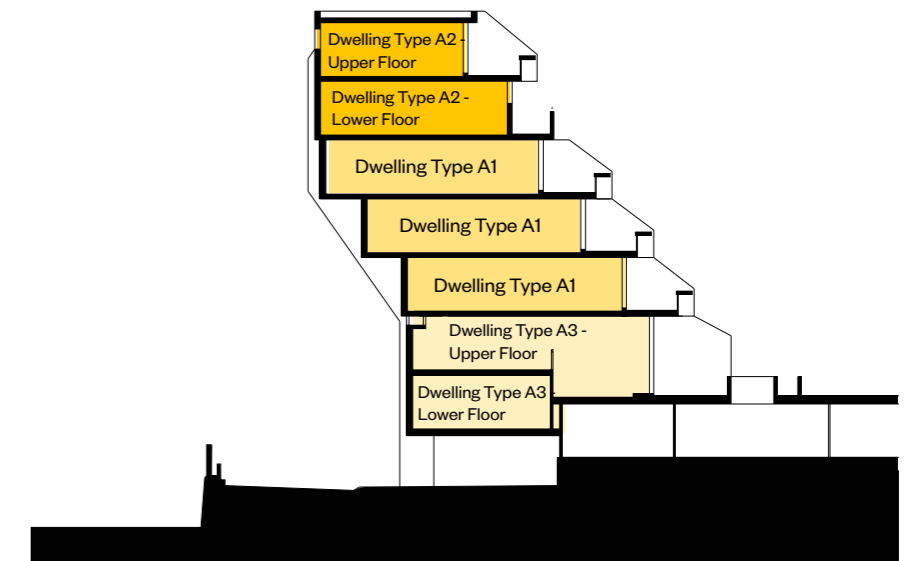 Dwelling Type A2 -
Upper Floor
Dwelling Type A2 -
Lower Floor
Dwelling Type A1
Dwelling Type A1
Dwelling Type A1
Dwelling Type A3 -
Upper Floor
Dwelling Type A3
Lower Floor